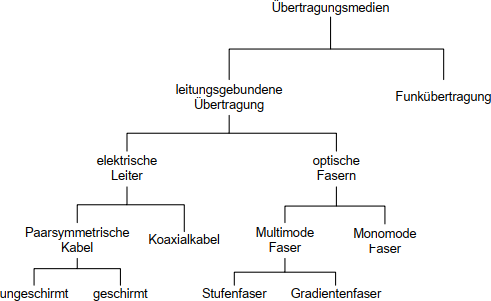 Übertragungsmedien
leitungsgebundene
Übertragung
Funkübertragung
elektrische
Leiter
optische
Fasern
Paarsymmetrische
Kabel
Koaxialkabel
Multimode
Faser
Monomode
Faser
ungeschirmt
geschirmt
Stufenfaser
Gradientenfaser